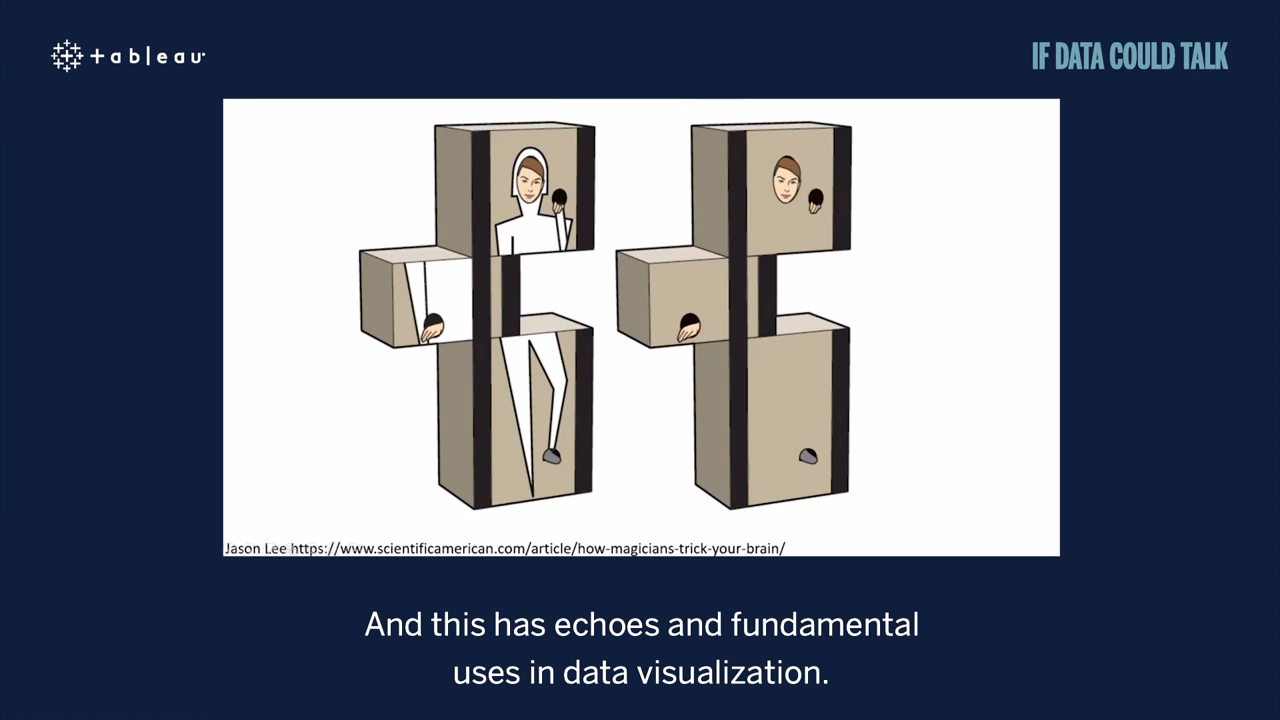 +ableau
IF DATA COULD TALK
Jason Lee https://www.scientificamerican.com/article/how-magicians-trick-your-brain/
And this has echoes and fundamental
uses in data visualization.